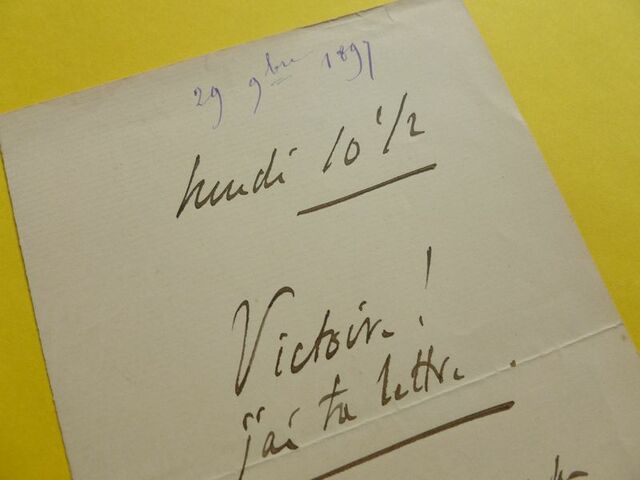 29 9bre 1897
lundi 10 1/2
Victoire !
j'ai ta lettre .